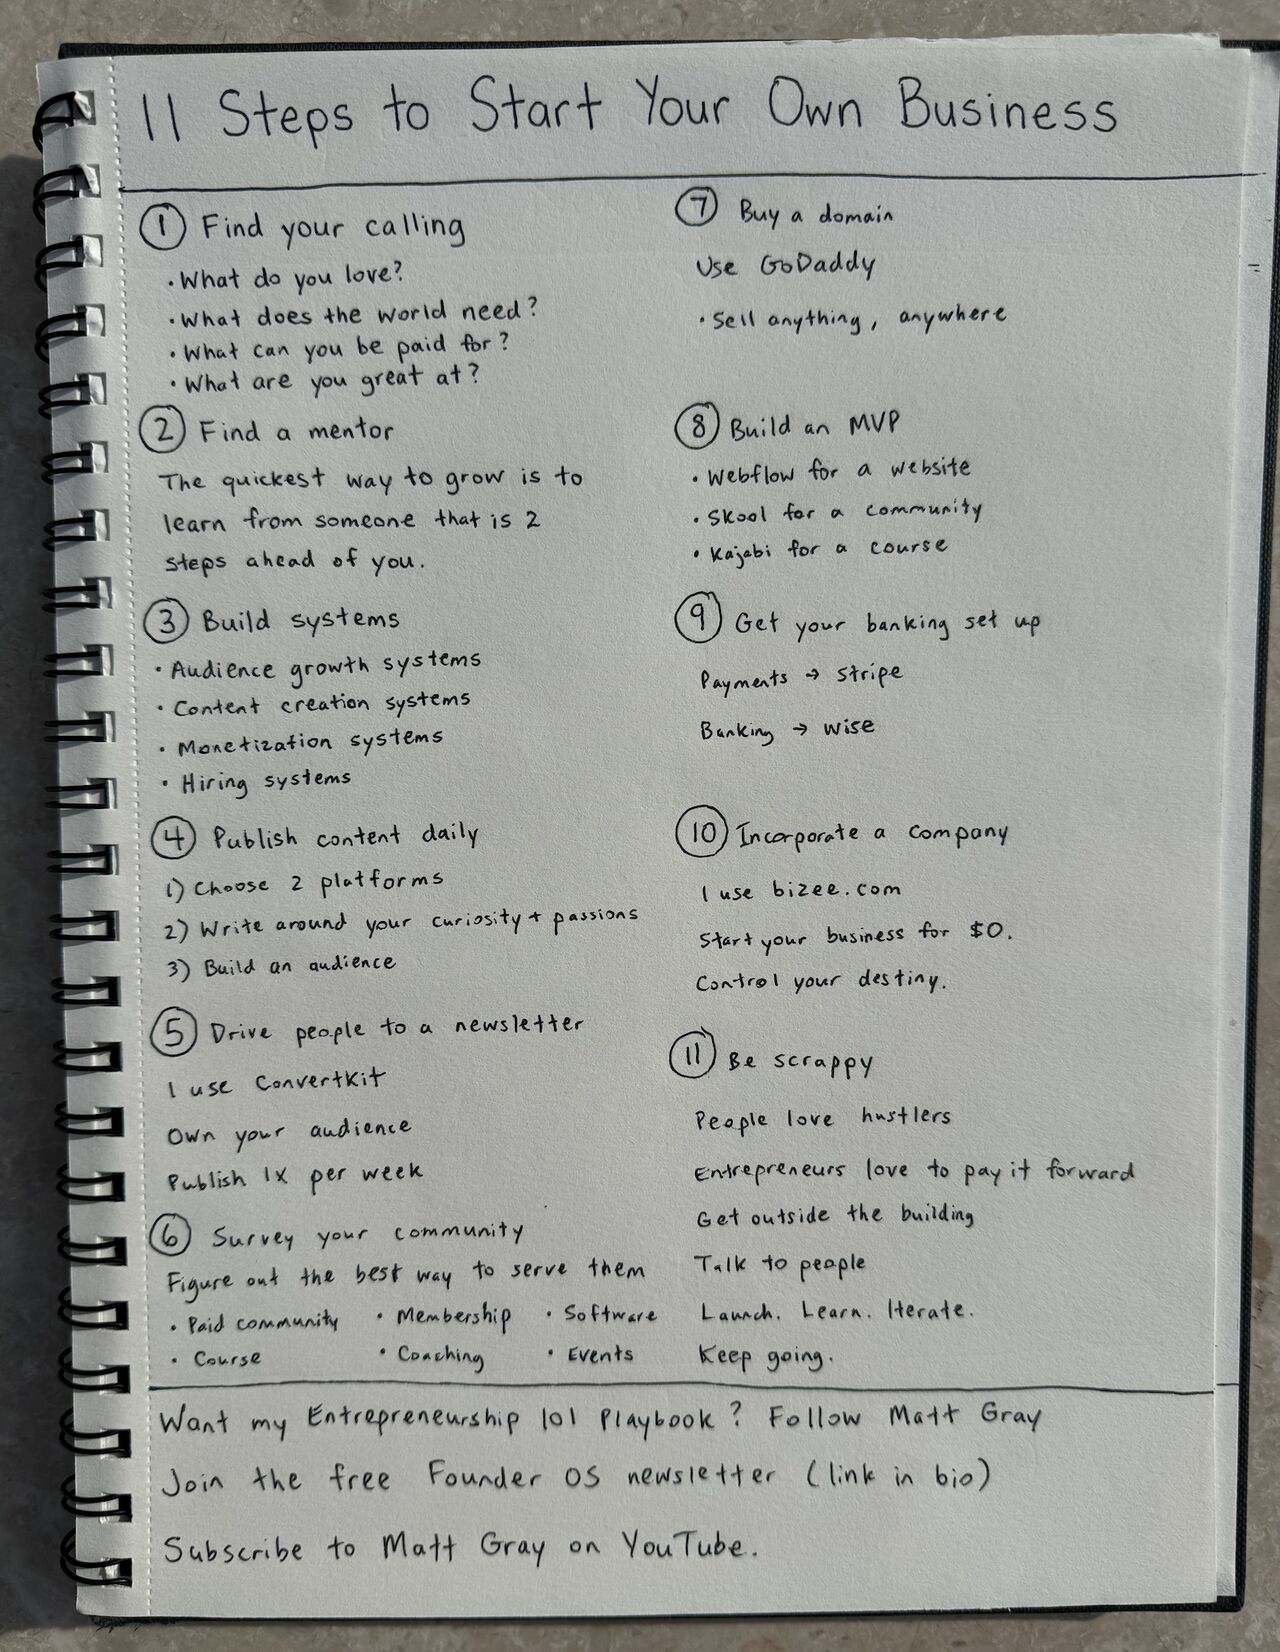 11 Steps to Start Your Own Business
① Find your calling
• What do you love?
• What does the world need?
• What can you be paid for?
• What are you great at?
② Find a mentor
The quickest way to grow is to
learn from someone that is 2
steps ahead of you.
③ Build systems
• Audience growth systems
• Content creation systems
• Monetization systems
• Hiring systems
④ Publish content daily
1) Choose 2 platforms
2) Write around your curiosity + passions
3) Build an audience
⑤ Drive people to a newsletter
I use ConvertKit
Own your audience
Publish 1x per week
⑥ Survey your community
Figure out the best way to serve them
• Paid community • Membership • Software
• Course • Coaching • Events
⑦ Buy a domain
Use GoDaddy
• Sell anything, anywhere
⑧ Build an MVP
• Webflow for a website
• Skool for a community
• Kajabi for a course
⑨ Get your banking set up
Payments → Stripe
Banking → Wise
⑩ Incorporate a company
I use bizee.com
Start your business for $0.
Control your destiny.
⑪ Be scrappy
People love hustlers
Entrepreneurs love to pay it forward
Get outside the building
Talk to people
Launch. Learn. Iterate.
Keep going.
Want my Entrepreneurship 101 Playbook? Follow Matt Gray
Join the free Founder OS newsletter (link in bio)
Subscribe to Matt Gray on YouTube.